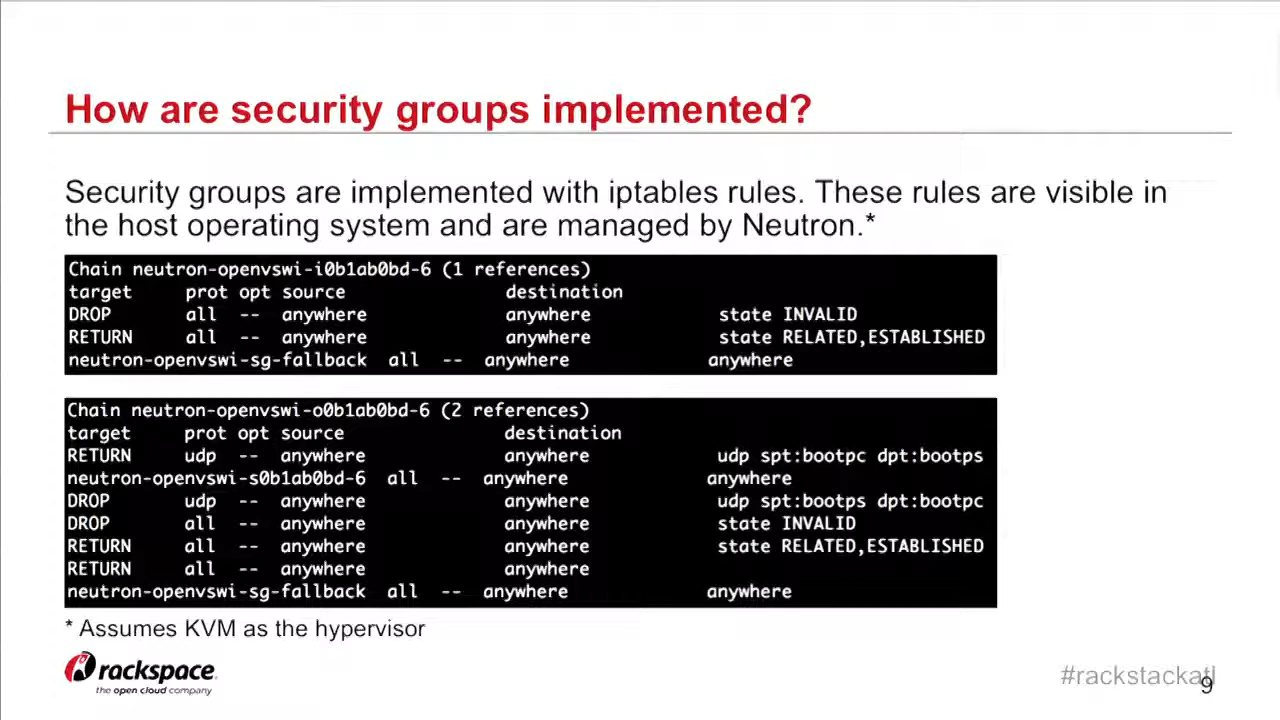 How are security groups implemented?
Security groups are implemented with iptables rules. These rules are visible in
the host operating system and are managed by Neutron.*
Chain neutron-openvswi-i0b1ab0bd-6 (1 references)
target prot opt source destination
DROP all -- anywhere anywhere state INVALID
RETURN all -- anywhere anywhere state RELATED,ESTABLISHED
neutron-openvswi-sg-fallback all -- anywhere anywhere
Chain neutron-openvswi-o0b1ab0bd-6 (2 references)
target prot opt source destination
RETURN udp -- anywhere anywhere udp spt:bootpc dpt:bootps
neutron-openvswi-s0b1ab0bd-6 all -- anywhere anywhere
DROP udp -- anywhere anywhere udp spt:bootps dpt:bootpc
DROP all -- anywhere anywhere state INVALID
RETURN all -- anywhere anywhere state RELATED,ESTABLISHED
RETURN all -- anywhere anywhere
neutron-openvswi-sg-fallback all -- anywhere anywhere
* Assumes KVM as the hypervisor
rackspace
the open cloud company
#rackstackatl
9